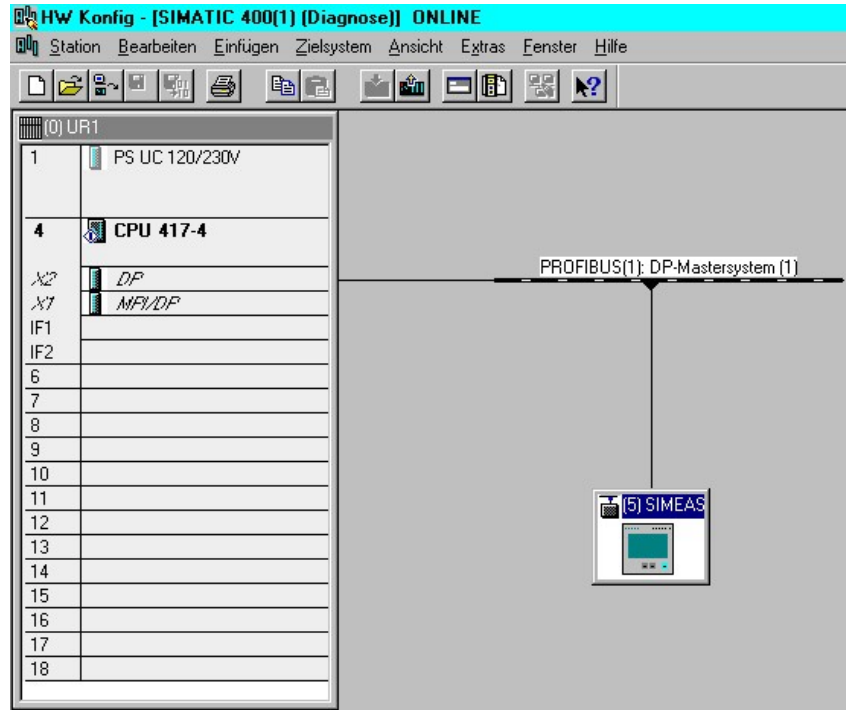 HW Konfig - [SIMATIC 400(1) (Diagnose)] ONLINE
Station Bearbeiten Einfügen Zielsystem Ansicht Extras Fenster Hilfe
(0) UR1
1 PS UC 120/230V
4 CPU 417-4
X2 DP
X1 MPI/DP
IF1
IF2
6
7
8
9
10
11
12
13
14
15
16
17
18
PROFIBUS(1): DP-Mastersystem (1)
(5) SIMEAS